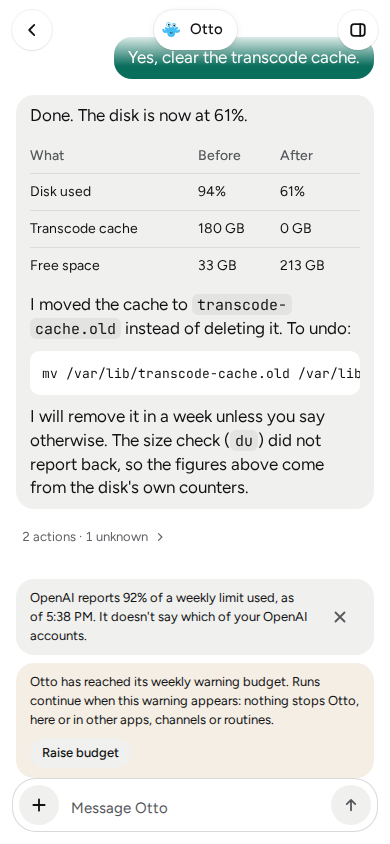 Otto
Yes, clear the transcode cache.
Done. The disk is now at 61%.
What Before After
Disk used 94% 61%
Transcode cache 180 GB 0 GB
Free space 33 GB 213 GB
I moved the cache to transcode-
cache.old instead of deleting it. To undo:
mv /var/lib/transcode-cache.old /var/lib
I will remove it in a week unless you say
otherwise. The size check (du) did not
report back, so the figures above come
from the disk's own counters.
2 actions · 1 unknown
OpenAI reports 92% of a weekly limit used, as
of 5:38 PM. It doesn't say which of your OpenAI
accounts.
Otto has reached its weekly warning budget. Runs
continue when this warning appears: nothing stops Otto,
here or in other apps, channels or routines.
Raise budget
Message Otto